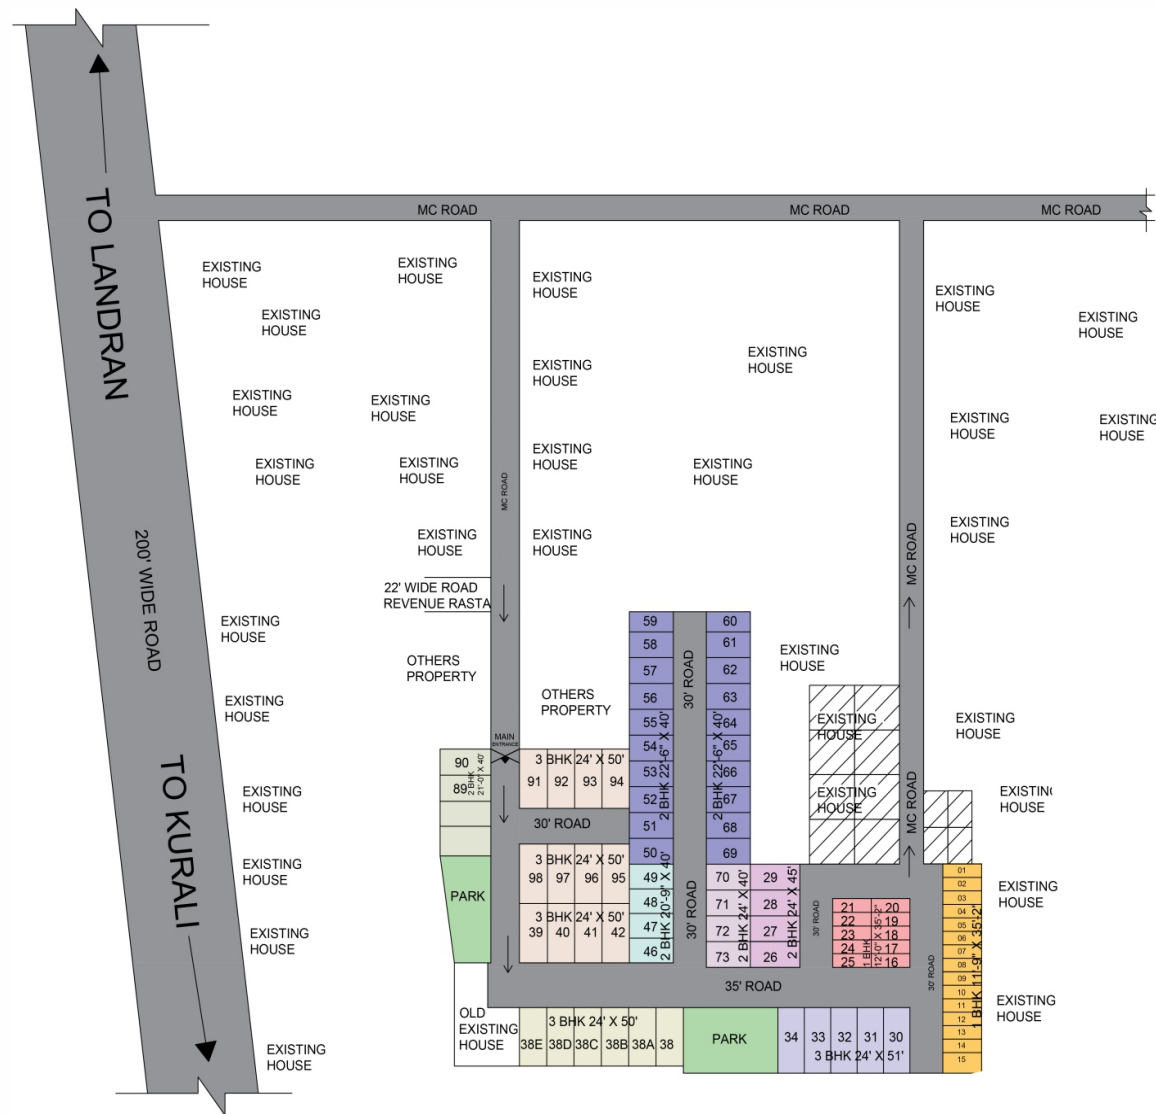 MC ROAD
MC ROAD
MC ROAD
TO LANDRAN
200' WIDE ROAD
TO KURALI
EXISTING
HOUSE
EXISTING
HOUSE
EXISTING
HOUSE
EXISTING
HOUSE
EXISTING
HOUSE
EXISTING
HOUSE
EXISTING
HOUSE
EXISTING
HOUSE
22' WIDE ROAD
REVENUE RASTA
EXISTING
HOUSE
OTHERS
PROPERTY
EXISTING
HOUSE
EXISTING
HOUSE
EXISTING
HOUSE
EXISTING
HOUSE
EXISTING
HOUSE
MC ROAD
EXISTING
HOUSE
EXISTING
HOUSE
EXISTING
HOUSE
EXISTING
HOUSE
EXISTING
HOUSE
EXISTING
HOUSE
OTHERS
PROPERTY
EXISTING
HOUSE
EXISTING
HOUSE
EXISTING
HOUSE
MC ROAD
MC ROAD
EXISTING
HOUSE
EXISTING
HOUSE
EXISTING
HOUSE
EXISTING
HOUSE
EXISTING
HOUSE
EXISTING
HOUSE
EXISTING
HOUSE
EXISTING
HOUSE
EXISTING
HOUSE
MAIN
ENTRANCE
90
89
2 BHK
21'-0" X 40'
PARK
3 BHK 24' X 50'
91 92 93 94
30' ROAD
3 BHK 24' X 50'
98 97 96 95
3 BHK 24' X 50'
39 40 41 42
59
58
57
56
55
54
53
52
51
50
2 BHK 22'-6" X 40'
49
48
47
46
2 BHK 20'-9" X 40'
30' ROAD
30' ROAD
60
61
62
63
64
65
66
67
68
69
2 BHK 22'-6" X 40'
70
71
72
73
2 BHK 24' X 40'
29
28
27
26
2 BHK 24' X 45'
30' ROAD
21 20
22 19
23 18
24 17
25 16
1 BHK
12'-0" X 35'-2"
30' ROAD
01
02
03
04
05
06
07
08
09
10
11
12
13
14
15
1 BHK 11'-9" X 35'-2"
35' ROAD
OLD
EXISTING
HOUSE
3 BHK 24' X 50'
38E 38D 38C 38B 38A 38
PARK
34 33 32 31 30
3 BHK 24' X 51'